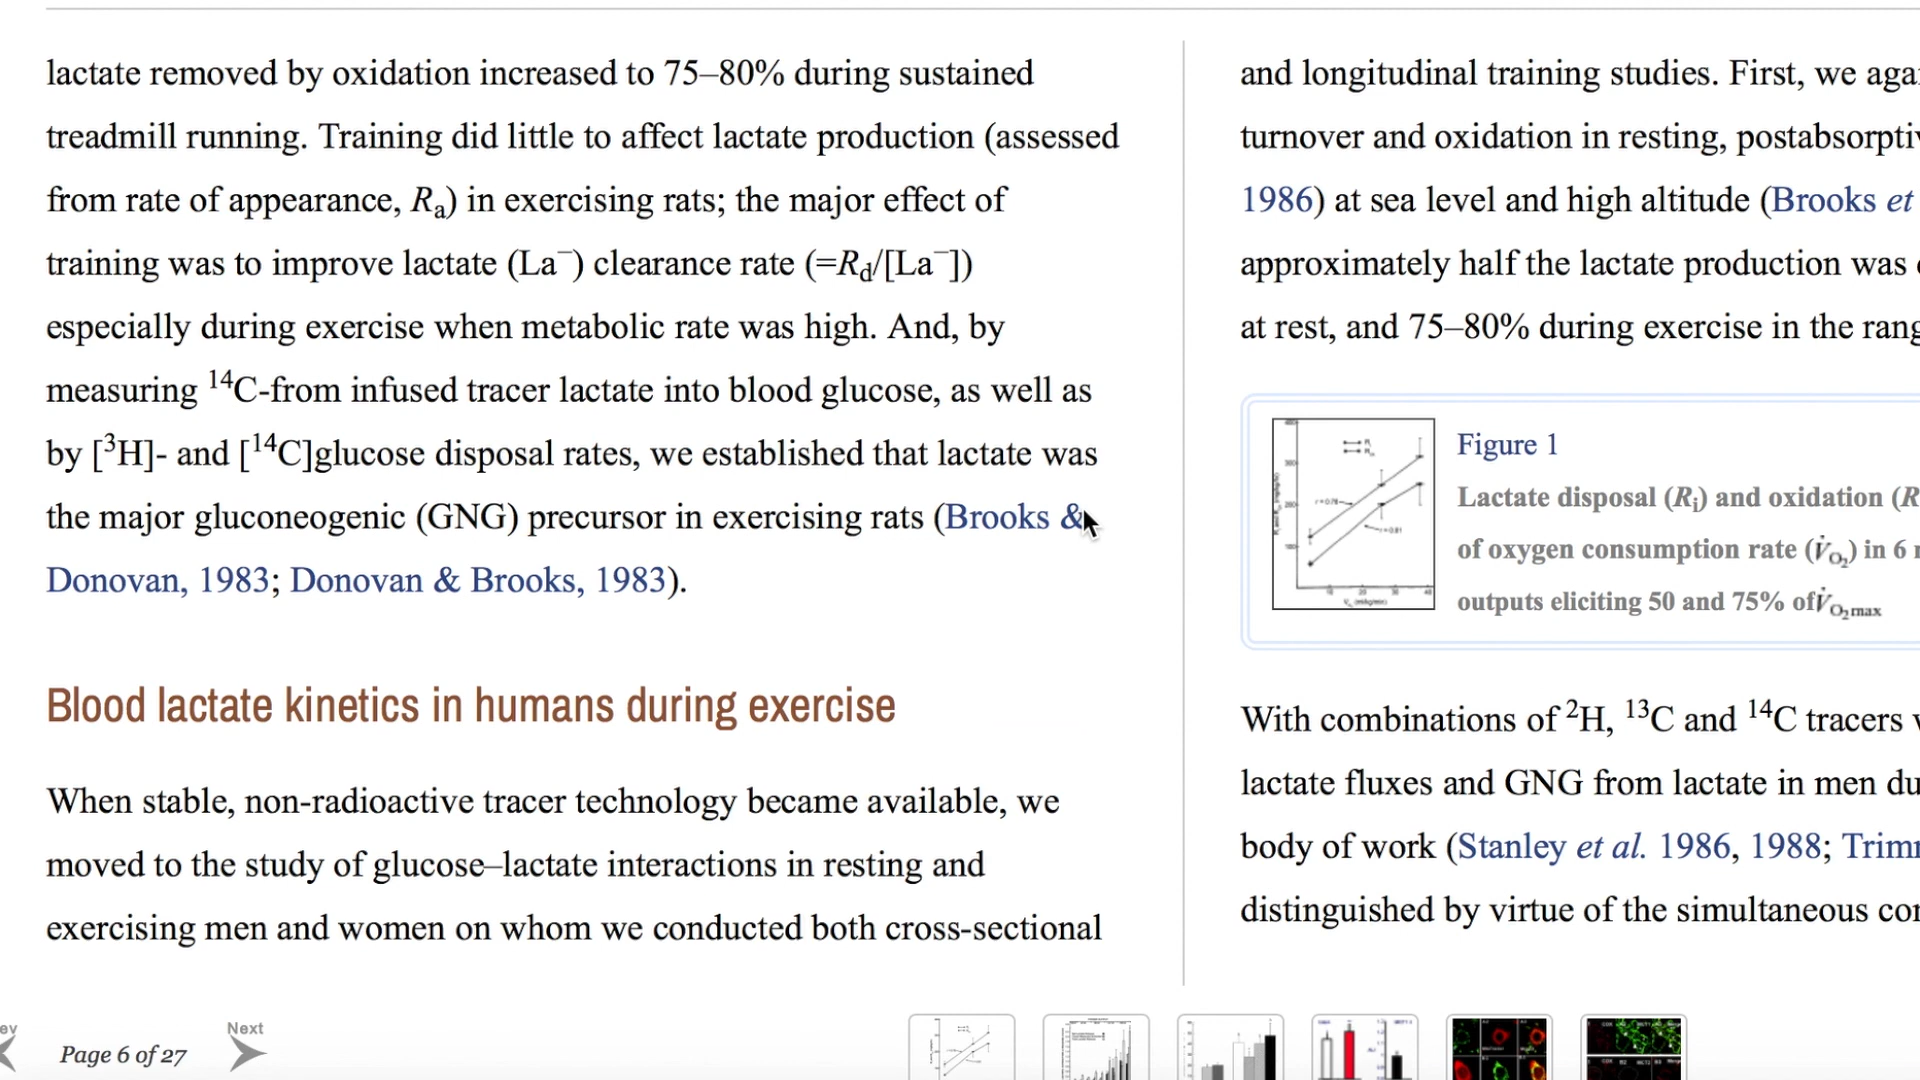 lactate removed by oxidation increased to 75–80% during sustained
treadmill running. Training did little to affect lactate production (assessed
from rate of appearance, Ra) in exercising rats; the major effect of
training was to improve lactate (La⁻) clearance rate (=Rd/[La⁻])
especially during exercise when metabolic rate was high. And, by
measuring ¹⁴C-from infused tracer lactate into blood glucose, as well as
by [³H]- and [¹⁴C]glucose disposal rates, we established that lactate was
the major gluconeogenic (GNG) precursor in exercising rats (Brooks &
Donovan, 1983; Donovan & Brooks, 1983).
Blood lactate kinetics in humans during exercise
When stable, non-radioactive tracer technology became available, we
moved to the study of glucose–lactate interactions in resting and
exercising men and women on whom we conducted both cross-sectional
and longitudinal training studies. First, we
turnover and oxidation in resting,
1986) at sea level and high altitude (Brooks et
approximately half the lactate production was
at rest, and 75–80% during exercise in the
Figure 1
Lactate disposal (Ri) and oxidation (R
of oxygen consumption rate (V̇O₂) in 6
outputs eliciting 50 and 75% of V̇O₂max
With combinations of ²H, ¹³C and ¹⁴C tracers
lactate fluxes and GNG from lactate in men
body of work (Stanley et al. 1986, 1988;
distinguished by virtue of the simultaneous
Next
Page 6 of 27